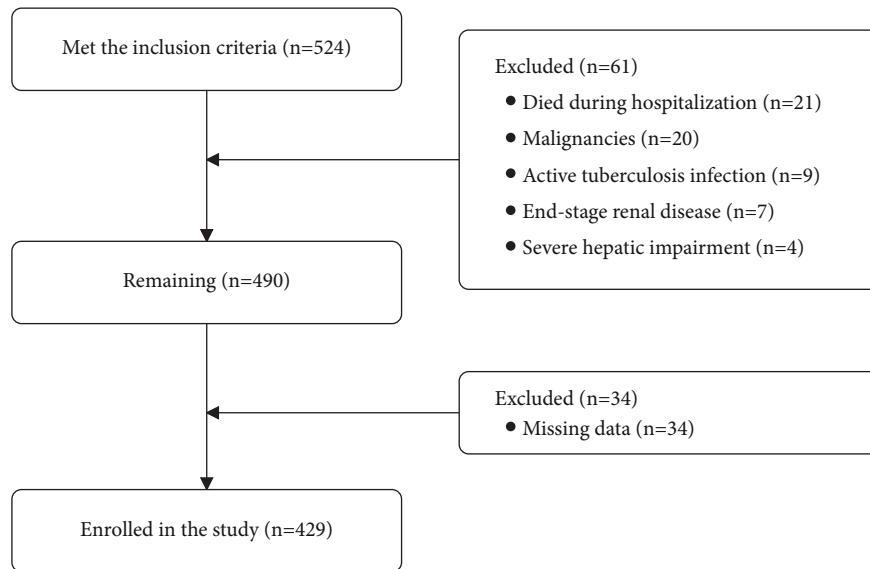 Met the inclusion criteria (n=524)
Excluded (n=61)
● Died during hospitalization (n=21)
● Malignancies (n=20)
● Active tuberculosis infection (n=9)
● End-stage renal disease (n=7)
● Severe hepatic impairment (n=4)
Remaining (n=490)
Excluded (n=34)
● Missing data (n=34)
Enrolled in the study (n=429)